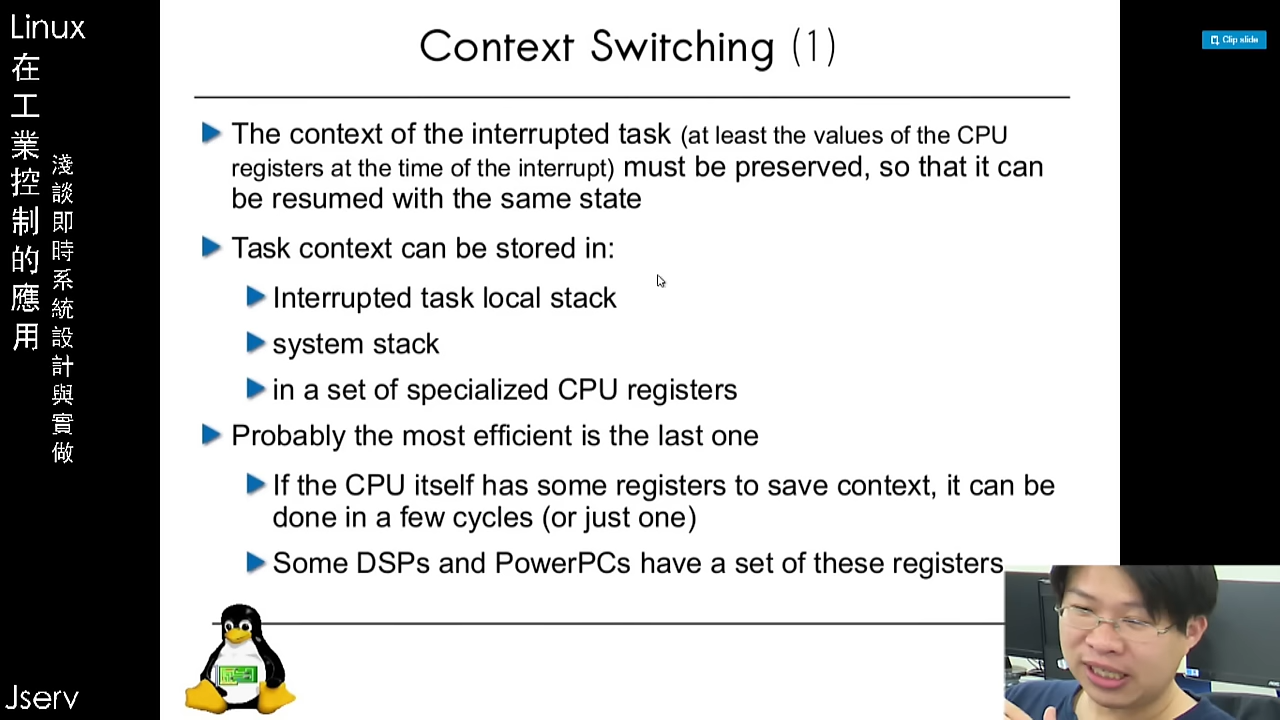 Linux
在工業控制的應用
淺談即時系統設計與實做
Jserv
Context Switching (1)
The context of the interrupted task (at least the values of the CPU
registers at the time of the interrupt) must be preserved, so that it can
be resumed with the same state
Task context can be stored in:
Interrupted task local stack
system stack
in a set of specialized CPU registers
Probably the most efficient is the last one
If the CPU itself has some registers to save context, it can be
done in a few cycles (or just one)
Some DSPs and PowerPCs have a set of these registers
Clip slide